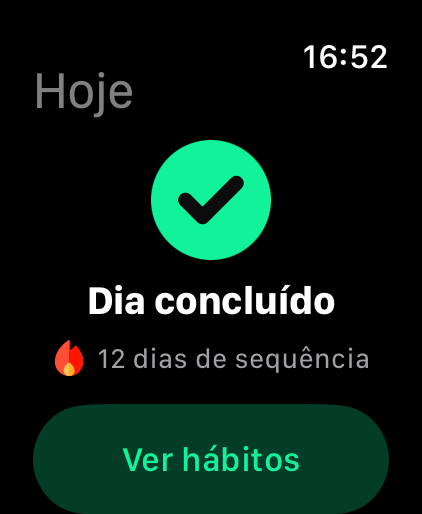 16:52
Hoje
Dia concluído
12 dias de sequência
Ver hábitos